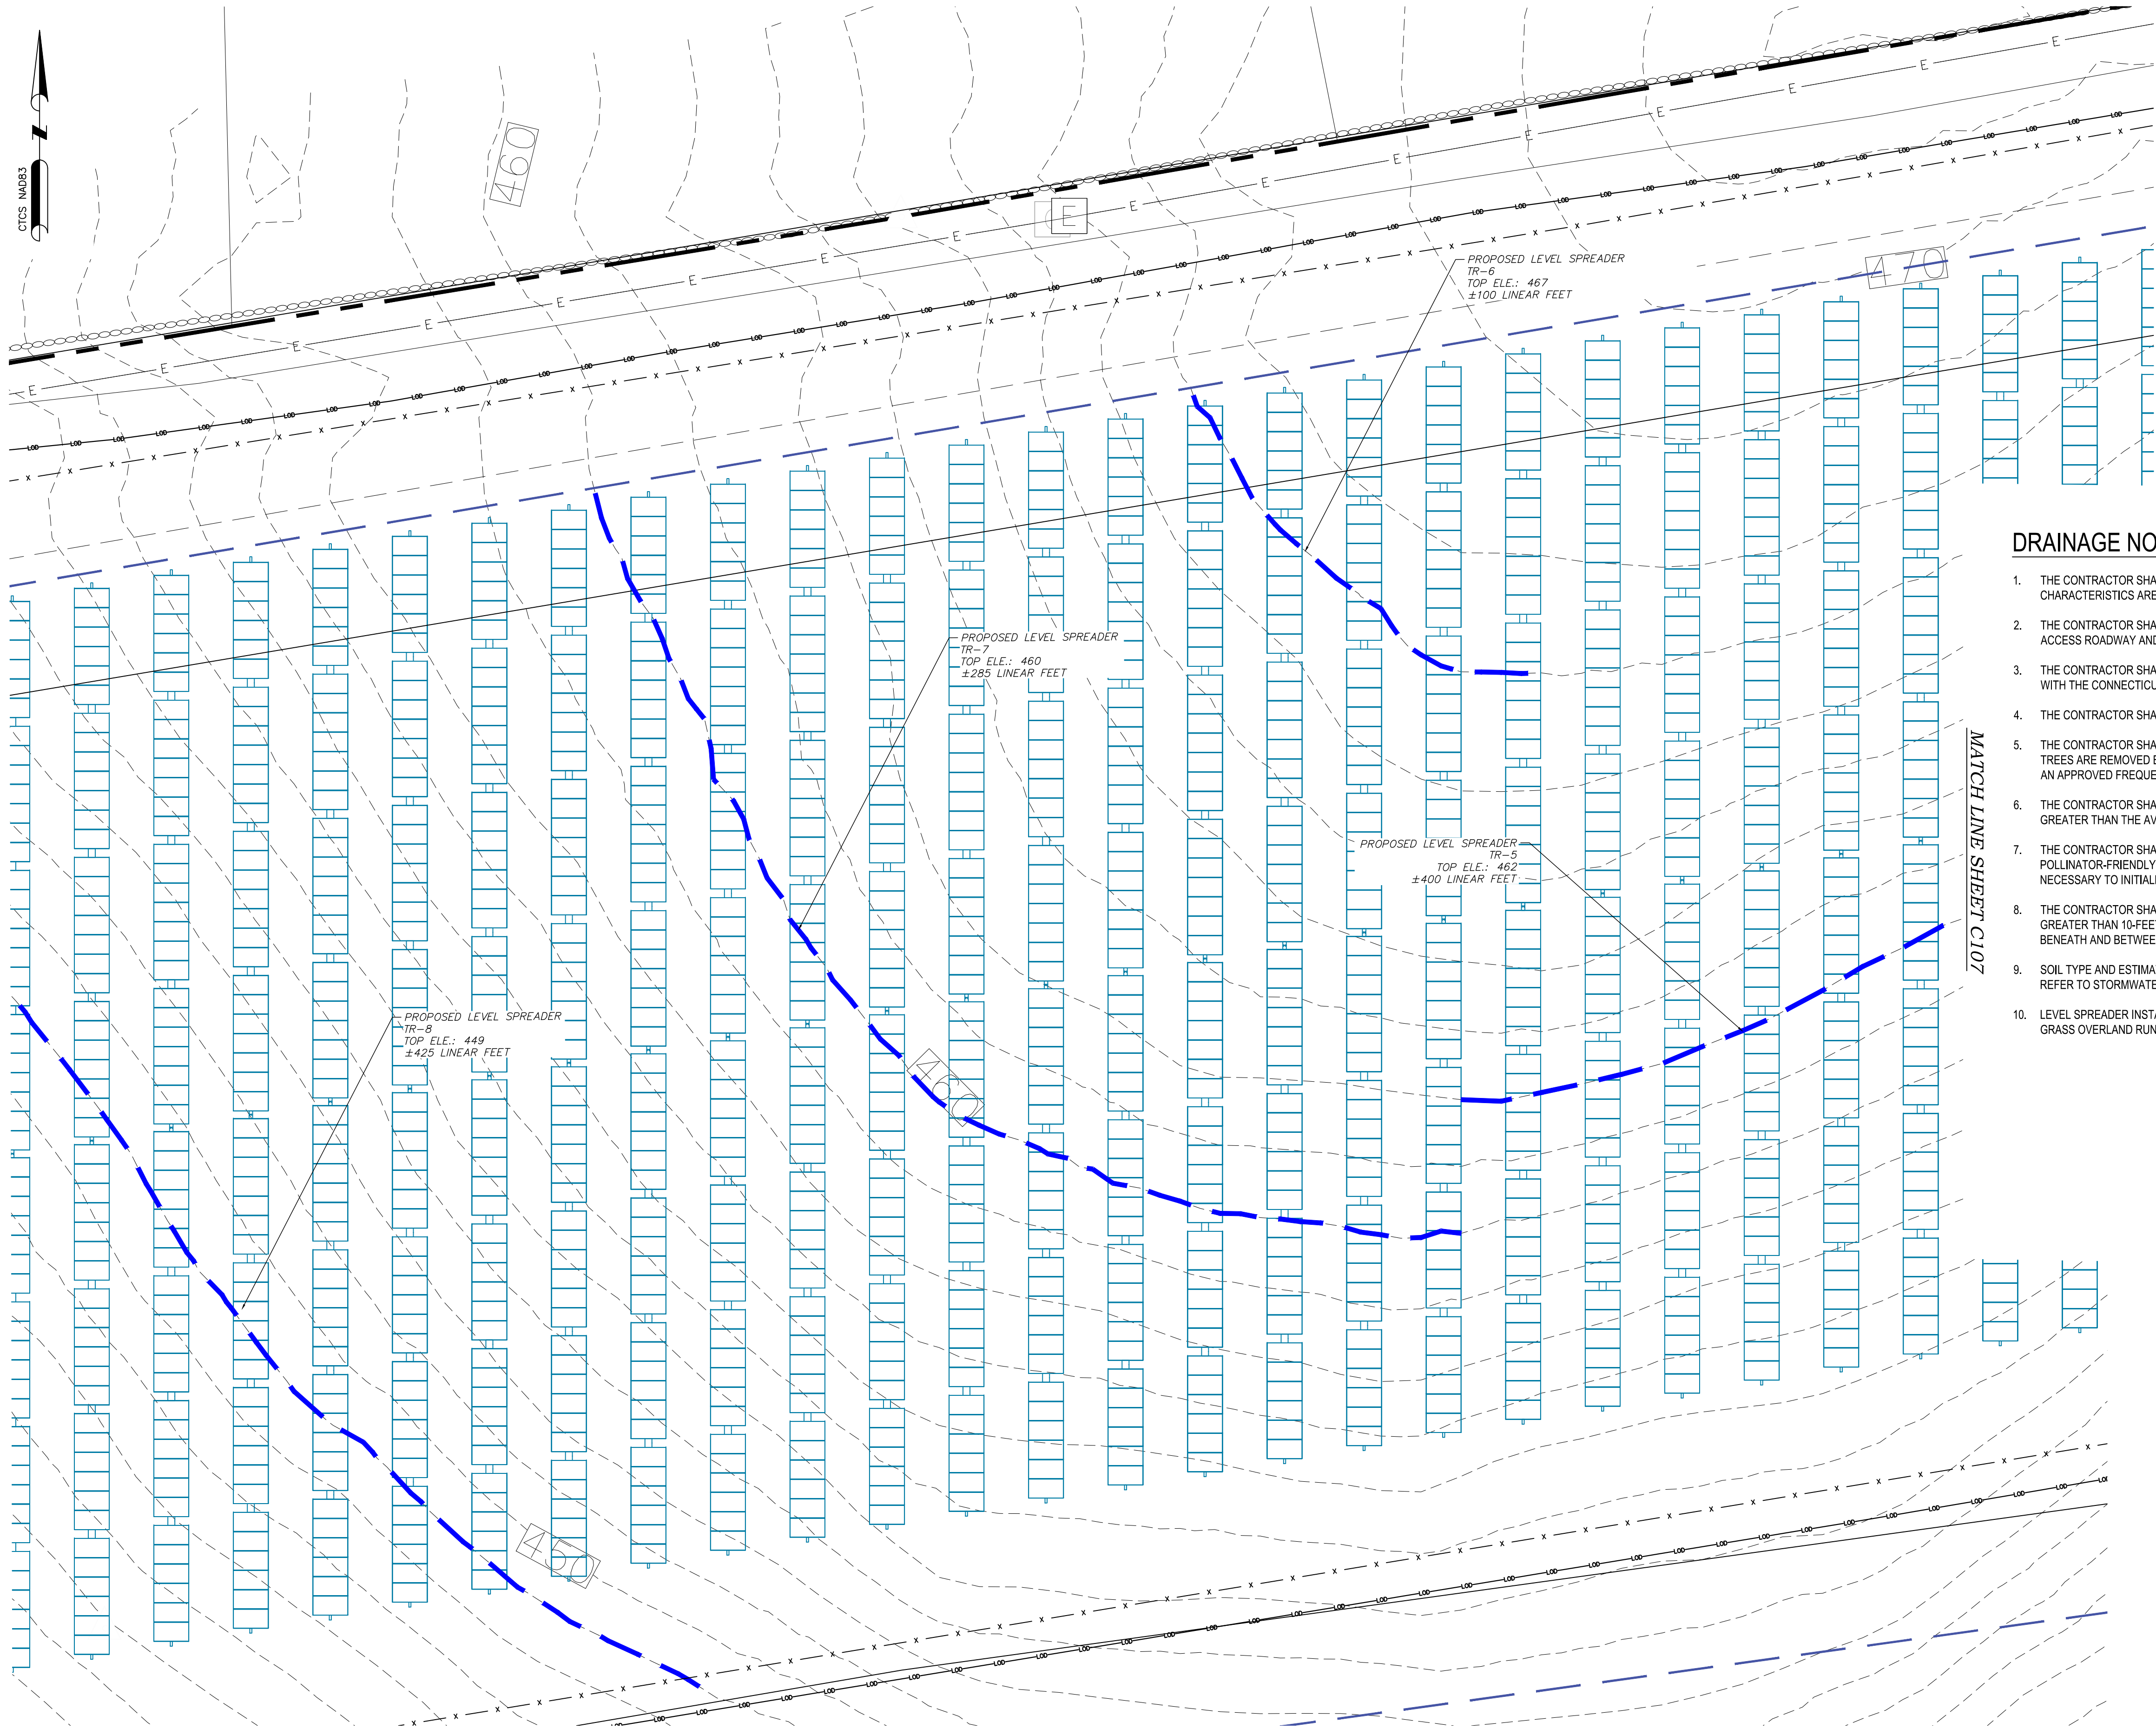 CTCS NAD83
460
E
470
PROPOSED LEVEL SPREADER
TR-6
TOP ELE.: 467
±100 LINEAR FEET
PROPOSED LEVEL SPREADER
TR-7
TOP ELE.: 460
±285 LINEAR FEET
PROPOSED LEVEL SPREADER
TR-5
TOP ELE.: 462
±400 LINEAR FEET
PROPOSED LEVEL SPREADER
TR-8
TOP ELE.: 449
±425 LINEAR FEET
460
450
MATCH LINE SHEET C107
DRAINAGE NO
1. THE CONTRACTOR SHA
CHARACTERISTICS ARE
2. THE CONTRACTOR SHA
ACCESS ROADWAY AND
3. THE CONTRACTOR SHA
WITH THE CONNECTICU
4. THE CONTRACTOR SHA
5. THE CONTRACTOR SHA
TREES ARE REMOVED B
AN APPROVED FREQUE
6. THE CONTRACTOR SHA
GREATER THAN THE AV
7. THE CONTRACTOR SHA
POLLINATOR-FRIENDLY
NECESSARY TO INITIALL
8. THE CONTRACTOR SHA
GREATER THAN 10-FEET
BENEATH AND BETWEE
9. SOIL TYPE AND ESTIMA
REFER TO STORMWATE
10. LEVEL SPREADER INSTA
GRASS OVERLAND RUN
E
LOD
X